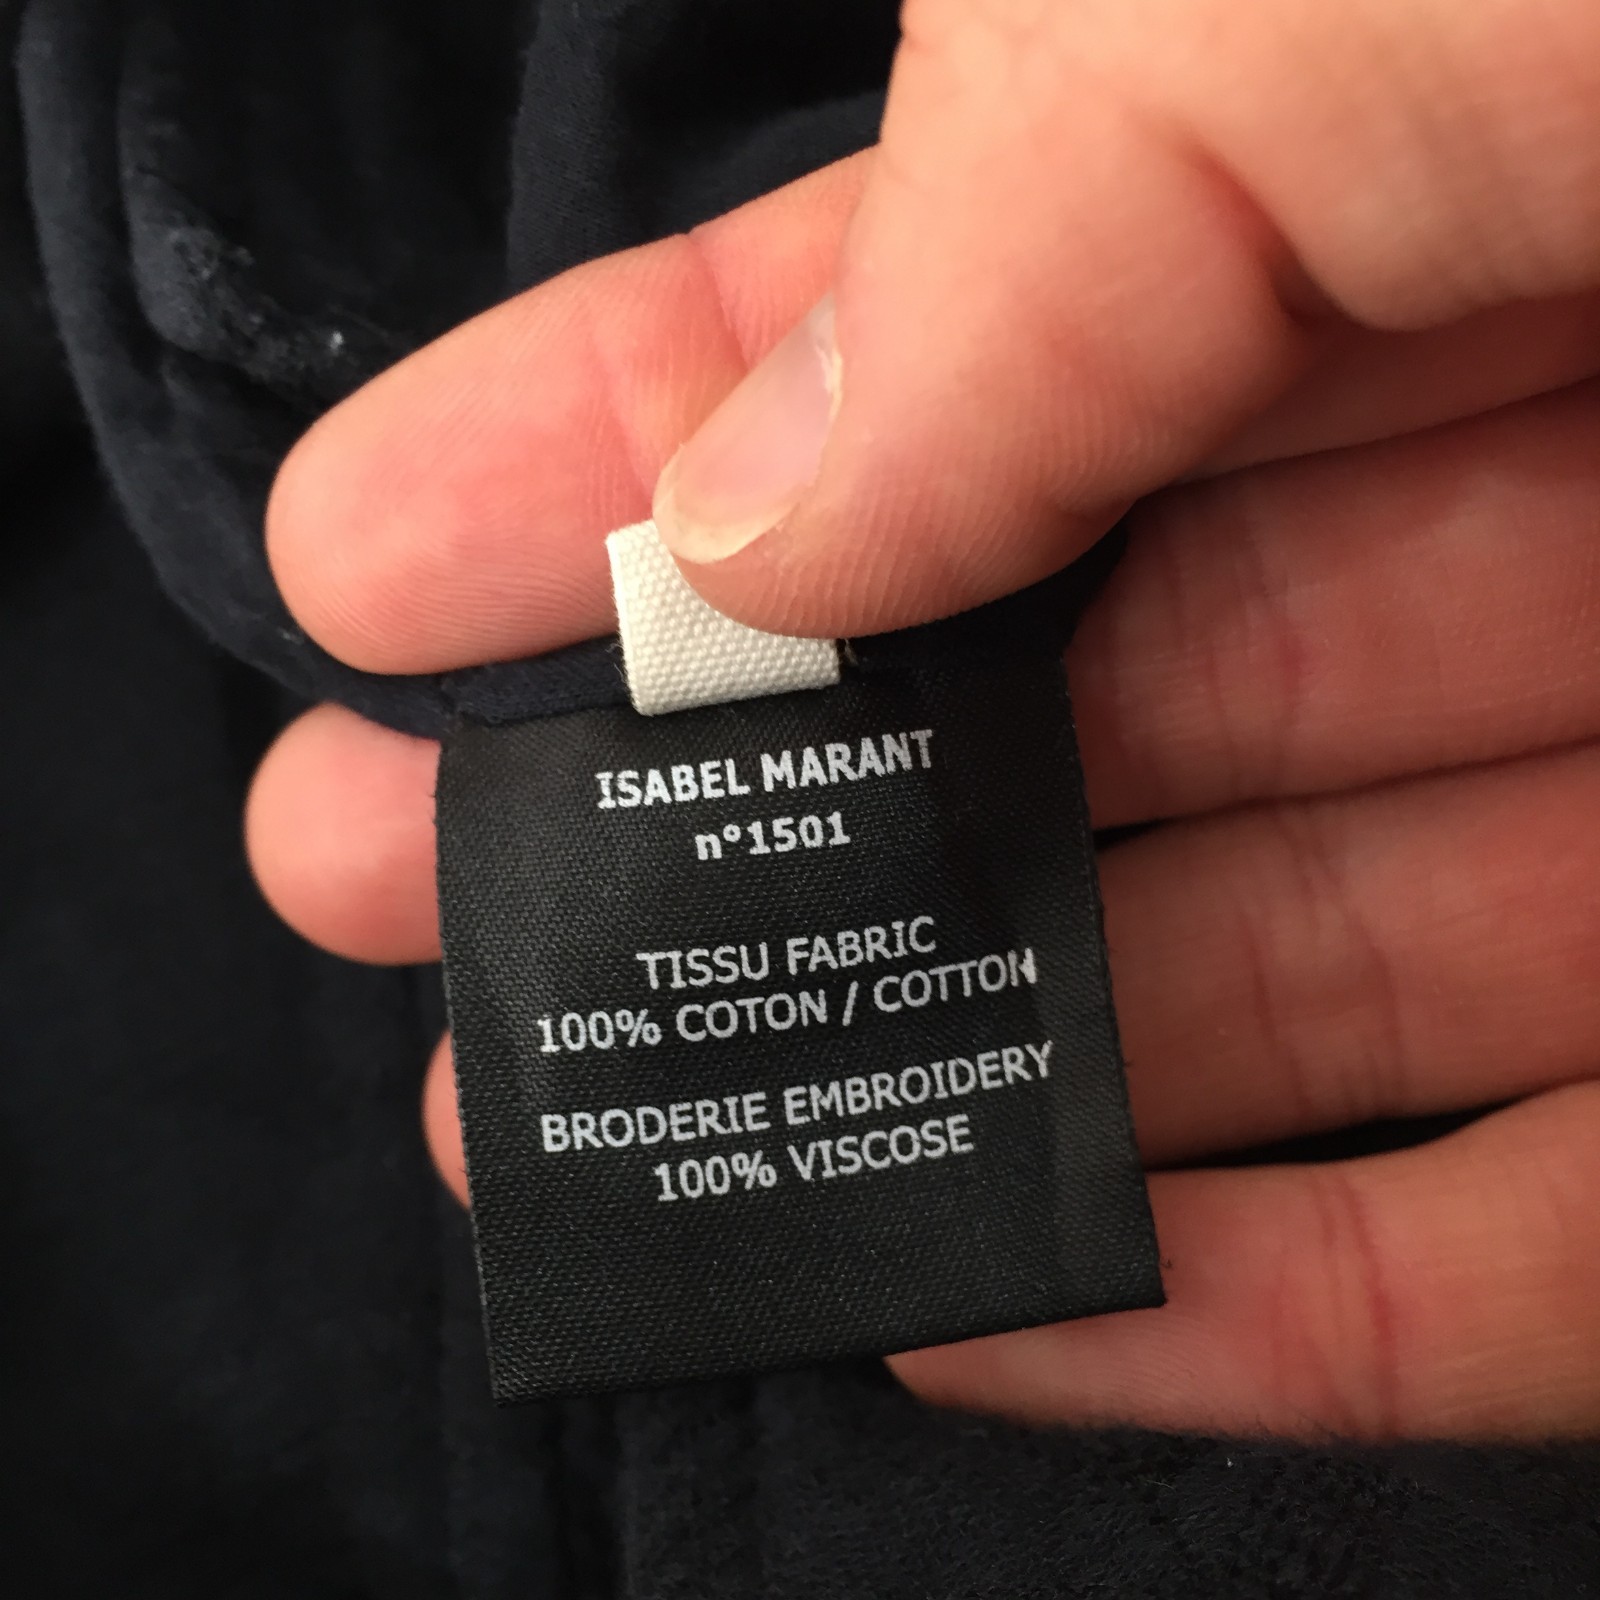 ISABEL MARANT
n°1501
TISSU FABRIC
100% COTON / COTTON
BRODERIE EMBROIDERY
100% VISCOSE